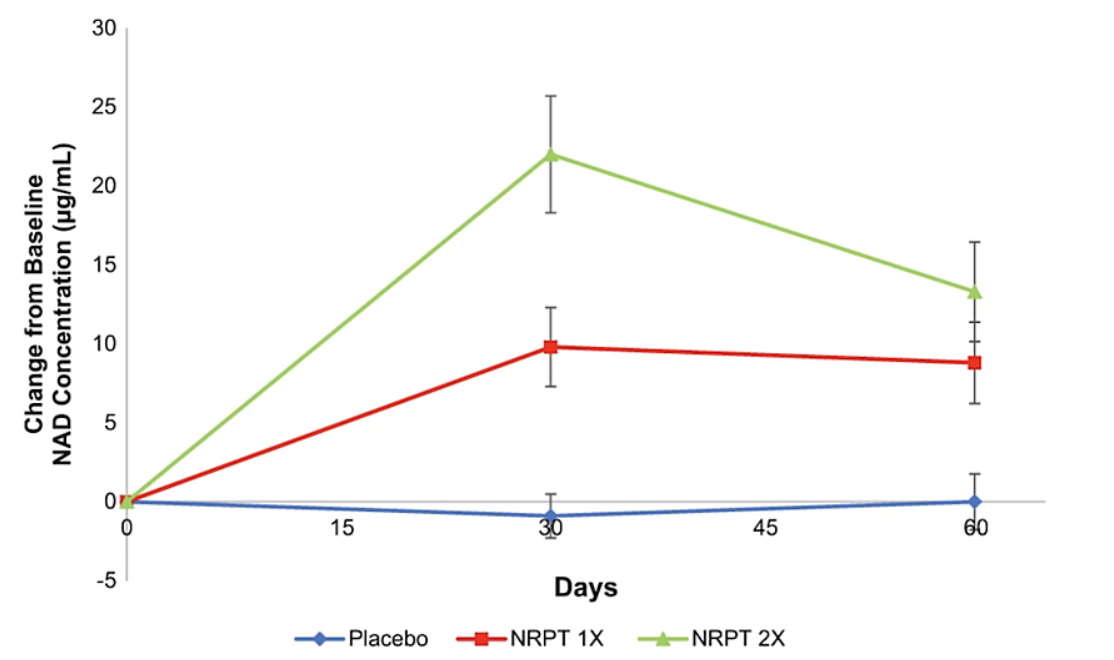 30
25
20
15
10
5
0
-5
Change from Baseline
NAD Concentration (µg/mL)
0 15 30 45 60
Days
Placebo NRPT 1X NRPT 2X